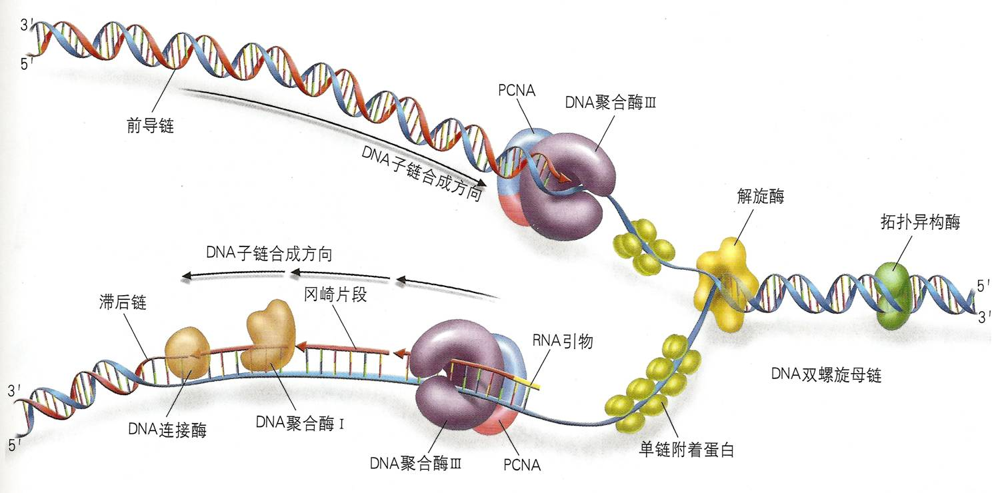 3'
5'
前导链
DNA子链合成方向
PCNA
DNA聚合酶Ⅲ
解旋酶
拓扑异构酶
5'
3'
DNA双螺旋母链
DNA子链合成方向
滞后链
冈崎片段
RNA引物
3'
5'
DNA连接酶
DNA聚合酶Ⅰ
DNA聚合酶Ⅲ
PCNA
单链附着蛋白